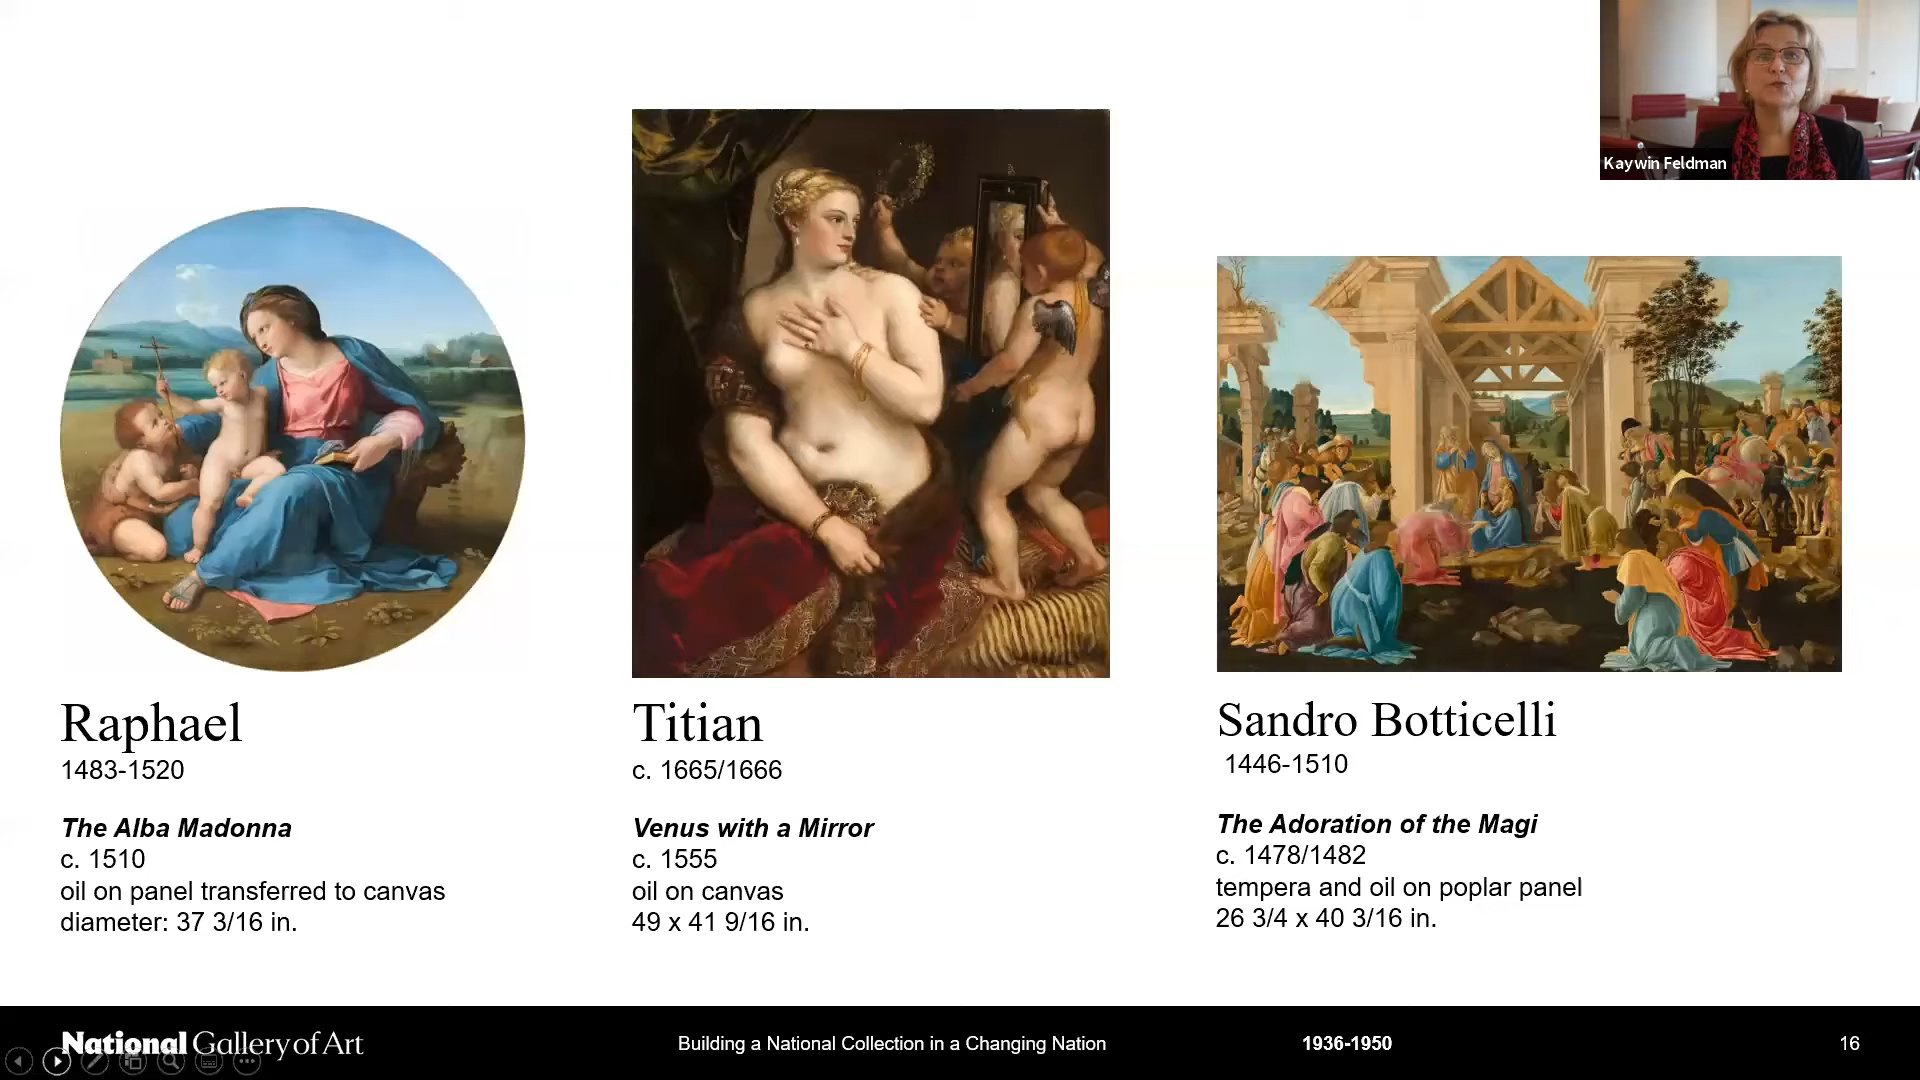 Kaywin Feldman
Raphael
1483-1520
The Alba Madonna
c. 1510
oil on panel transferred to canvas
diameter: 37 3/16 in.
Titian
c. 1665/1666
Venus with a Mirror
c. 1555
oil on canvas
49 x 41 9/16 in.
Sandro Botticelli
1446-1510
The Adoration of the Magi
c. 1478/1482
tempera and oil on poplar panel
26 3/4 x 40 3/16 in.
National Gallery of Art
Building a National Collection in a Changing Nation
1936-1950
16